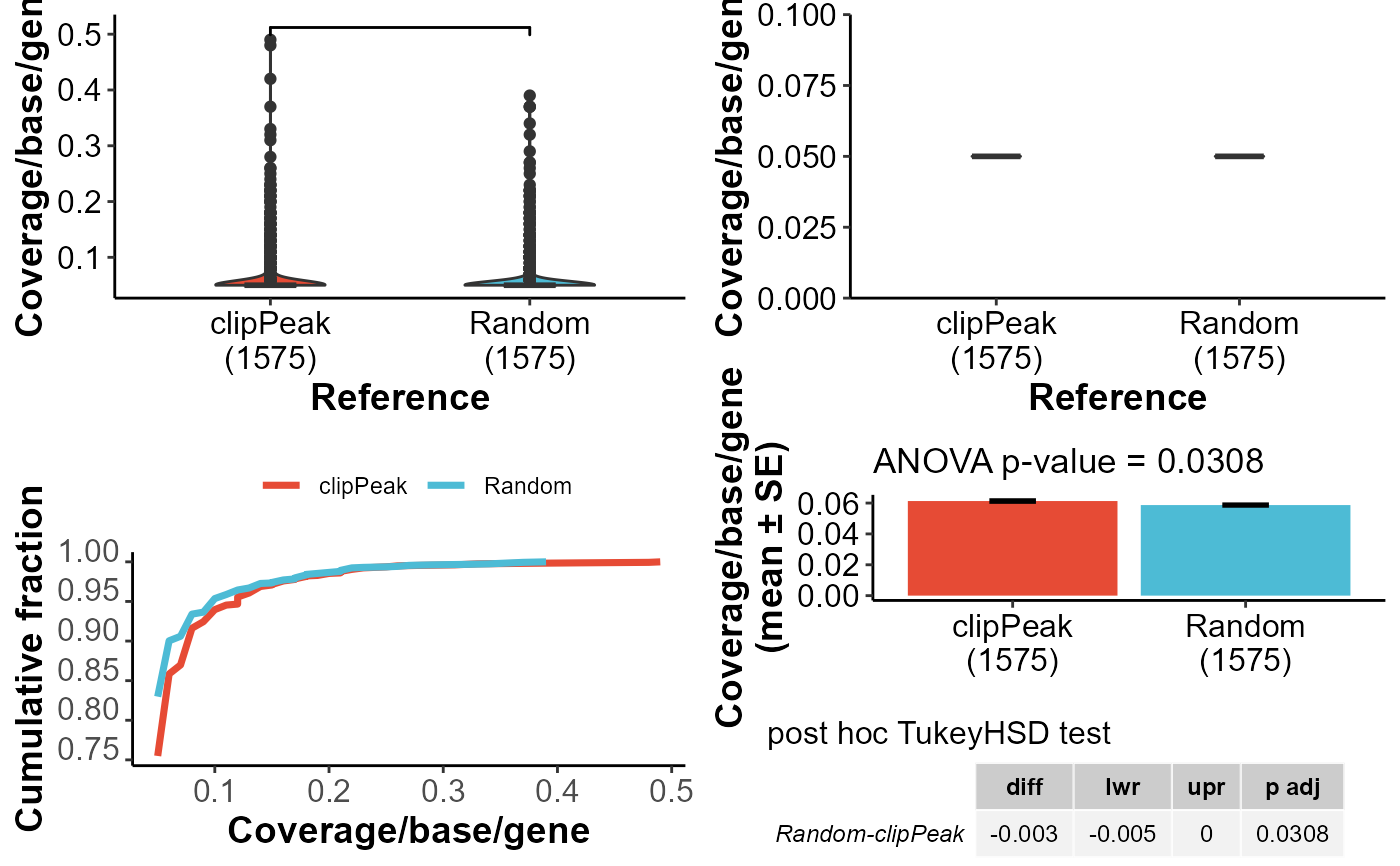 Coverage/base/gen
0.5
0.4
0.3
0.2
0.1
clipPeak
(1575)
Random
(1575)
Reference
Coverage/base/gen
0.100
0.075
0.050
0.025
0.000
clipPeak
(1575)
Random
(1575)
Reference
clipPeak
Random
Cumulative fraction
1.00
0.95
0.90
0.85
0.80
0.75
0.1
0.2
0.3
0.4
0.5
Coverage/base/gene
ANOVA p-value = 0.0308
Coverage/base/gene
(mean ± SE)
0.06
0.04
0.02
0.00
clipPeak
(1575)
Random
(1575)
post hoc TukeyHSD test
diff lwr upr p adj
Random-clipPeak -0.003 -0.005 0 0.0308